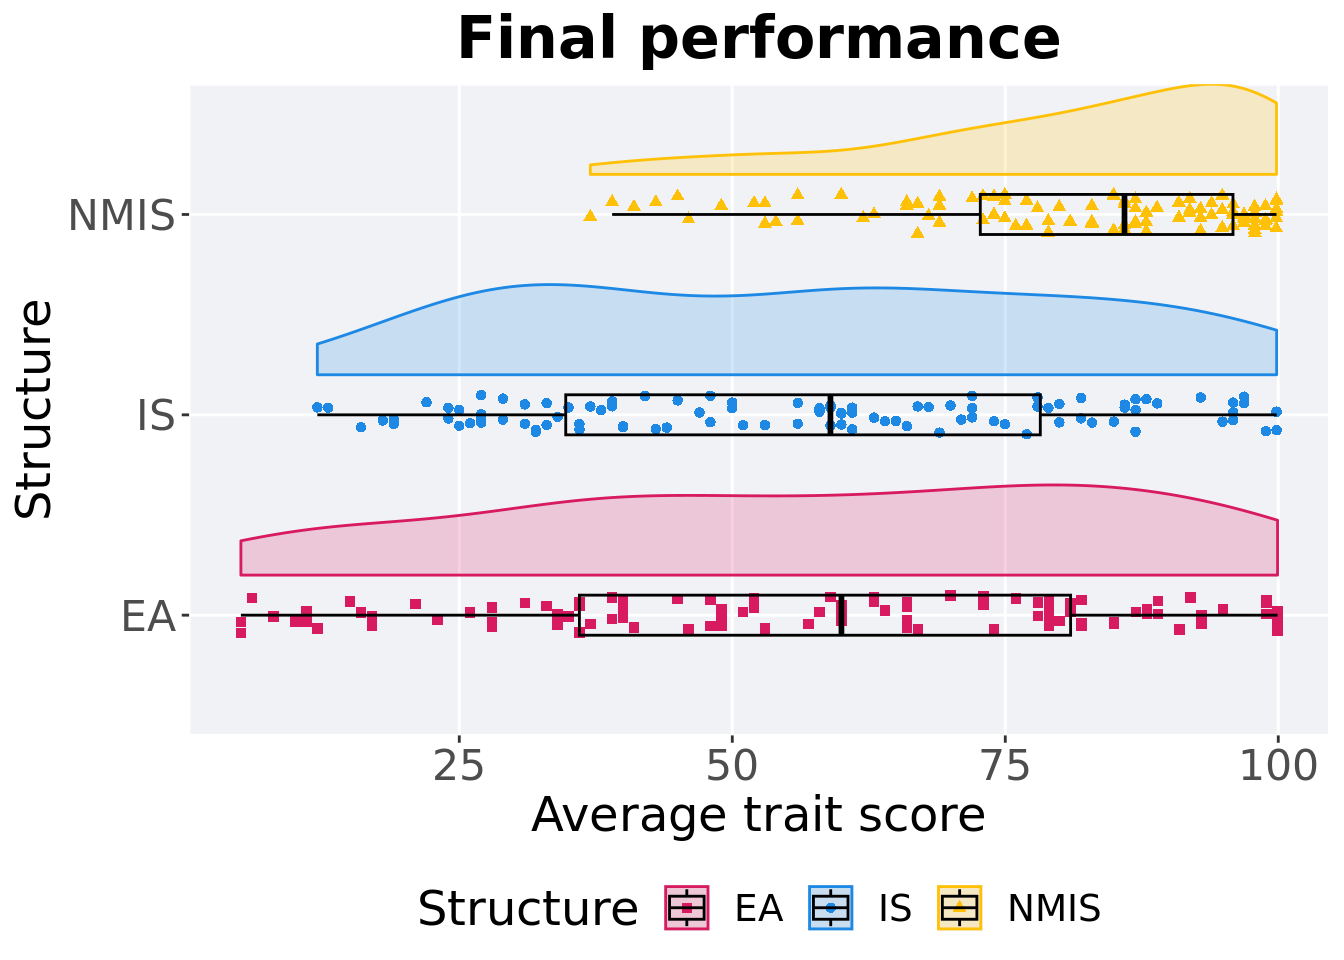 Final performance
NMIS
IS
EA
Structure
25 50 75 100
Average trait score
Structure EA IS NMIS